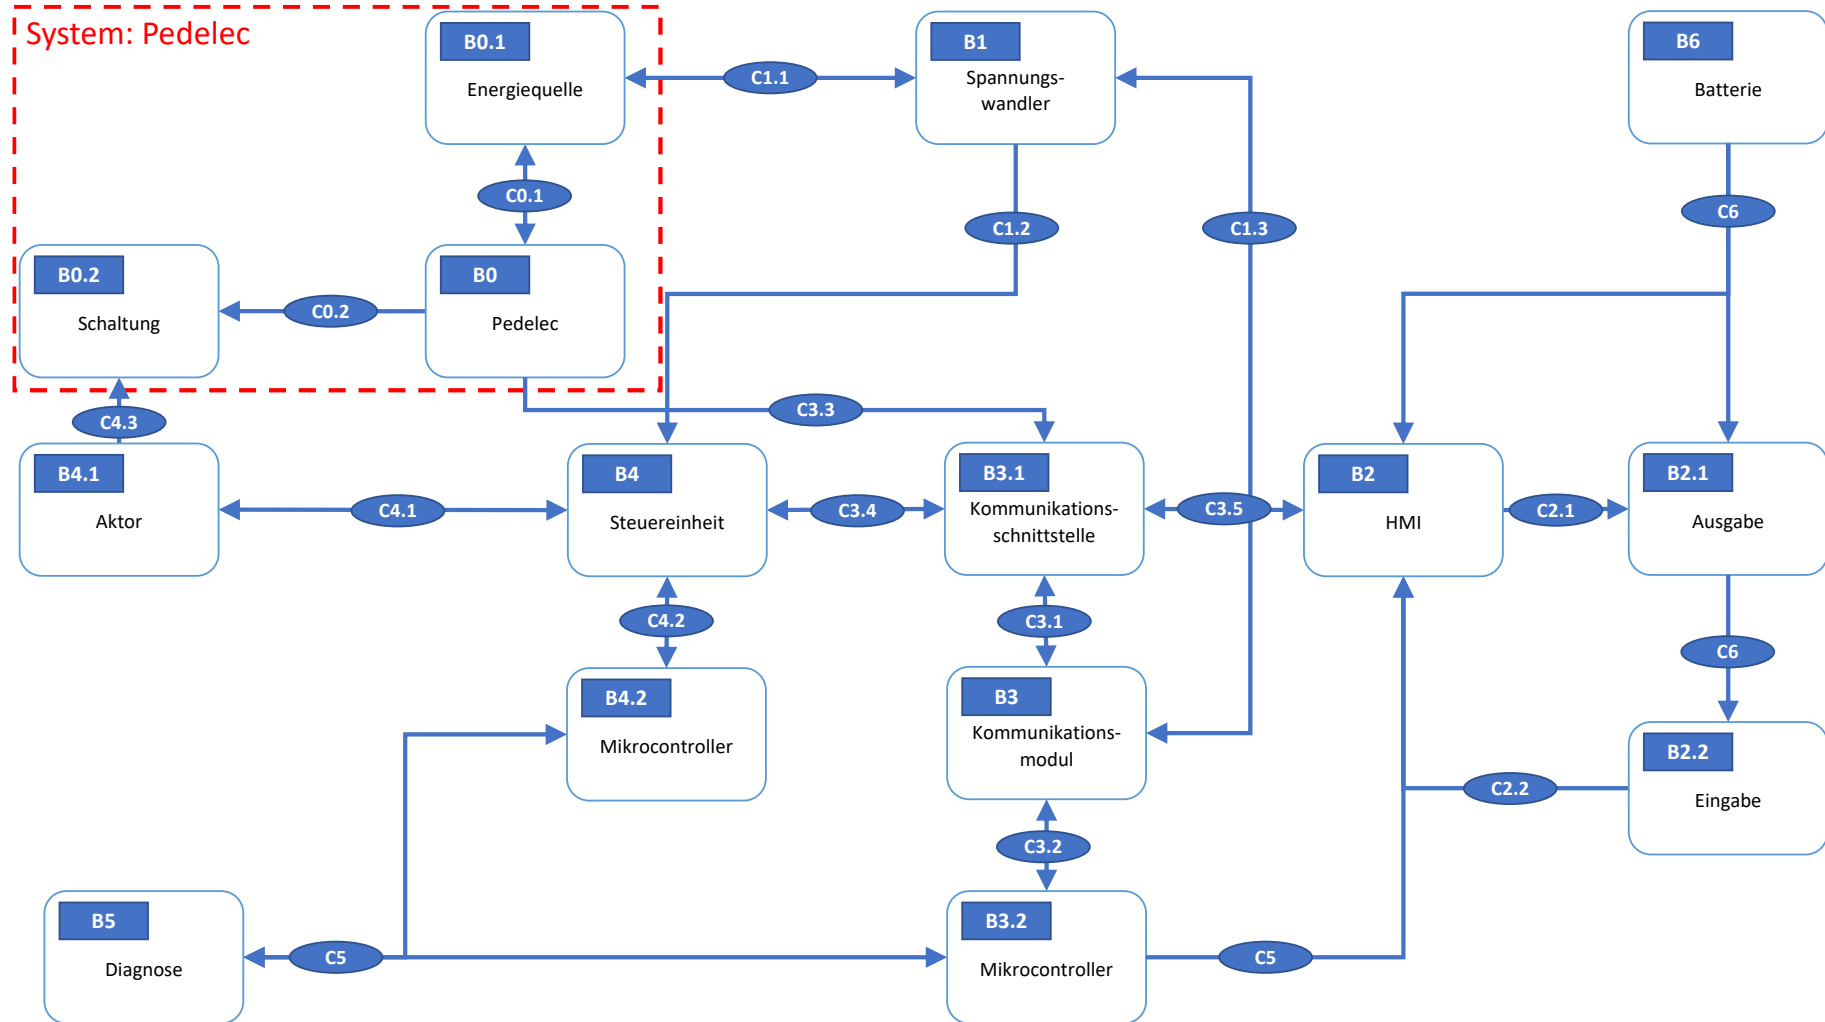 System: Pedelec
B0.1
Energiequelle
C1.1
B1
Spannungs-
wandler
B6
Batterie
C0.1
C1.2
C1.3
C6
B0.2
Schaltung
C0.2
B0
Pedelec
C4.3
C3.3
B4.1
Aktor
C4.1
B4
Steuereinheit
C3.4
B3.1
Kommunikations-
schnittstelle
C3.5
B2
HMI
C2.1
B2.1
Ausgabe
C4.2
C3.1
C6
B4.2
Mikrocontroller
B3
Kommunikations-
modul
B2.2
Eingabe
C2.2
C3.2
B5
Diagnose
C5
B3.2
Mikrocontroller
C5